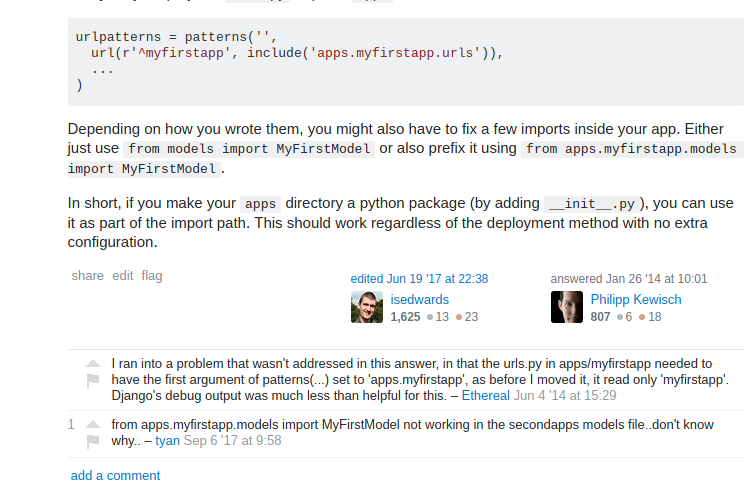 urlpatterns = patterns('',
url(r'^myfirstapp', include('apps.myfirstapp.urls')),
...
)
Depending on how you wrote them, you might also have to fix a few imports inside your app. Either
just use from models import MyFirstModel or also prefix it using from apps.myfirstapp.models
import MyFirstModel.
In short, if you make your apps directory a python package (by adding __init__.py), you can use
it as part of the import path. This should work regardless of the deployment method with no extra
configuration.
share edit flag
edited Jun 19 '17 at 22:38
isedwards
1,625 ●13 ●23
answered Jan 26 '14 at 10:01
Philipp Kewisch
807 ●6 ●18
I ran into a problem that wasn't addressed in this answer, in that the urls.py in apps/myfirstapp needed to
have the first argument of patterns(...) set to 'apps.myfirstapp', as before I moved it, it read only 'myfirstapp'.
Django's debug output was much less than helpful for this. – Ethereal Jun 4 '14 at 15:29
1 from apps.myfirstapp.models import MyFirstModel not working in the secondapps models file..don't know
why.. – tyan Sep 6 '17 at 9:58
add a comment